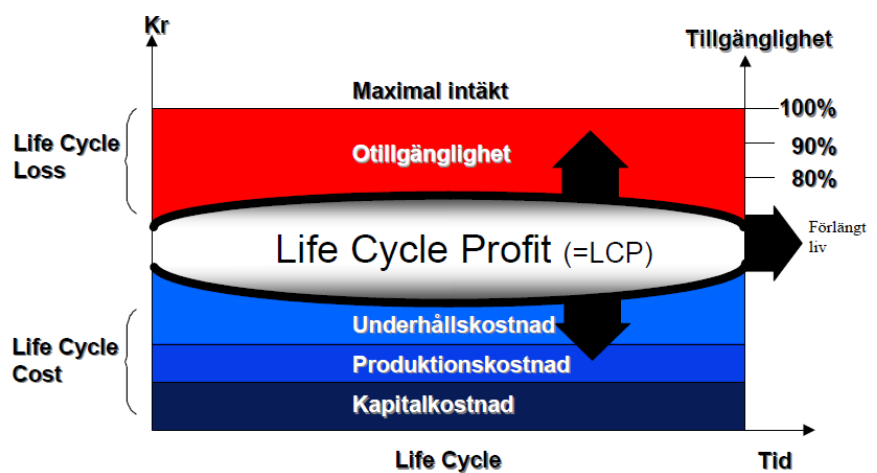 Kr
Tillgänglighet
Maximal intäkt
100%
Life Cycle
Loss
Otillgänglighet
90%
80%
Life Cycle Profit (=LCP)
Förlängt
liv
Underhållskostnad
Life Cycle
Cost
Produktionskostnad
Kapitalkostnad
Life Cycle
Tid